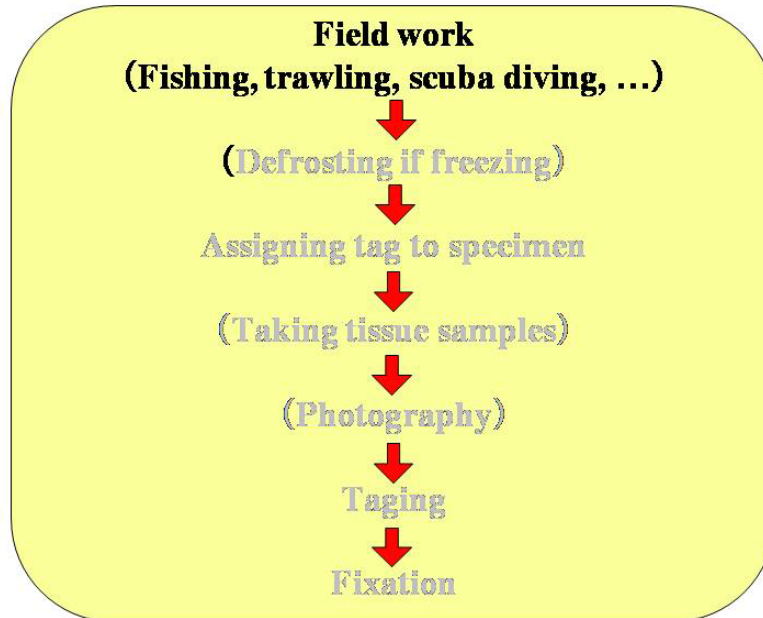 Field work
(Fishing, trawling, scuba diving, …)
(Defrosting if freezing)
Assigning tag to specimen
(Taking tissue samples)
(Photography)
Taging
Fixation